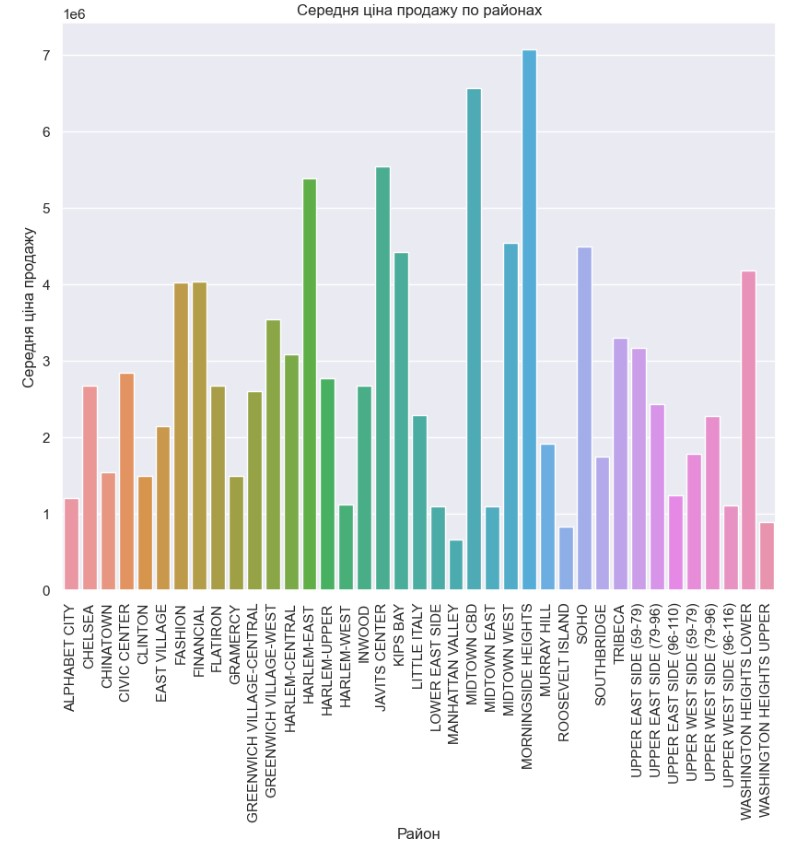 Середня ціна продажу по районах
1e6
7
6
5
4
3
2
1
0
Середня ціна продажу
ALPHABET CITY
CHELSEA
CHINATOWN
CIVIC CENTER
CLINTON
EAST VILLAGE
FASHION
FINANCIAL
FLATIRON
GRAMERCY
GREENWICH VILLAGE-CENTRAL
GREENWICH VILLAGE-WEST
HARLEM-CENTRAL
HARLEM-EAST
HARLEM-UPPER
HARLEM-WEST
INWOOD
JAVITS CENTER
KIPS BAY
LITTLE ITALY
LOWER EAST SIDE
MANHATTAN VALLEY
MIDTOWN CBD
MIDTOWN EAST
MIDTOWN WEST
MORNINGSIDE HEIGHTS
MURRAY HILL
ROOSEVELT ISLAND
SOHO
SOUTHBRIDGE
TRIBECA
UPPER EAST SIDE (59-79)
UPPER EAST SIDE (79-96)
UPPER EAST SIDE (96-110)
UPPER WEST SIDE (59-79)
UPPER WEST SIDE (79-96)
UPPER WEST SIDE (96-116)
WASHINGTON HEIGHTS LOWER
WASHINGTON HEIGHTS UPPER
Район